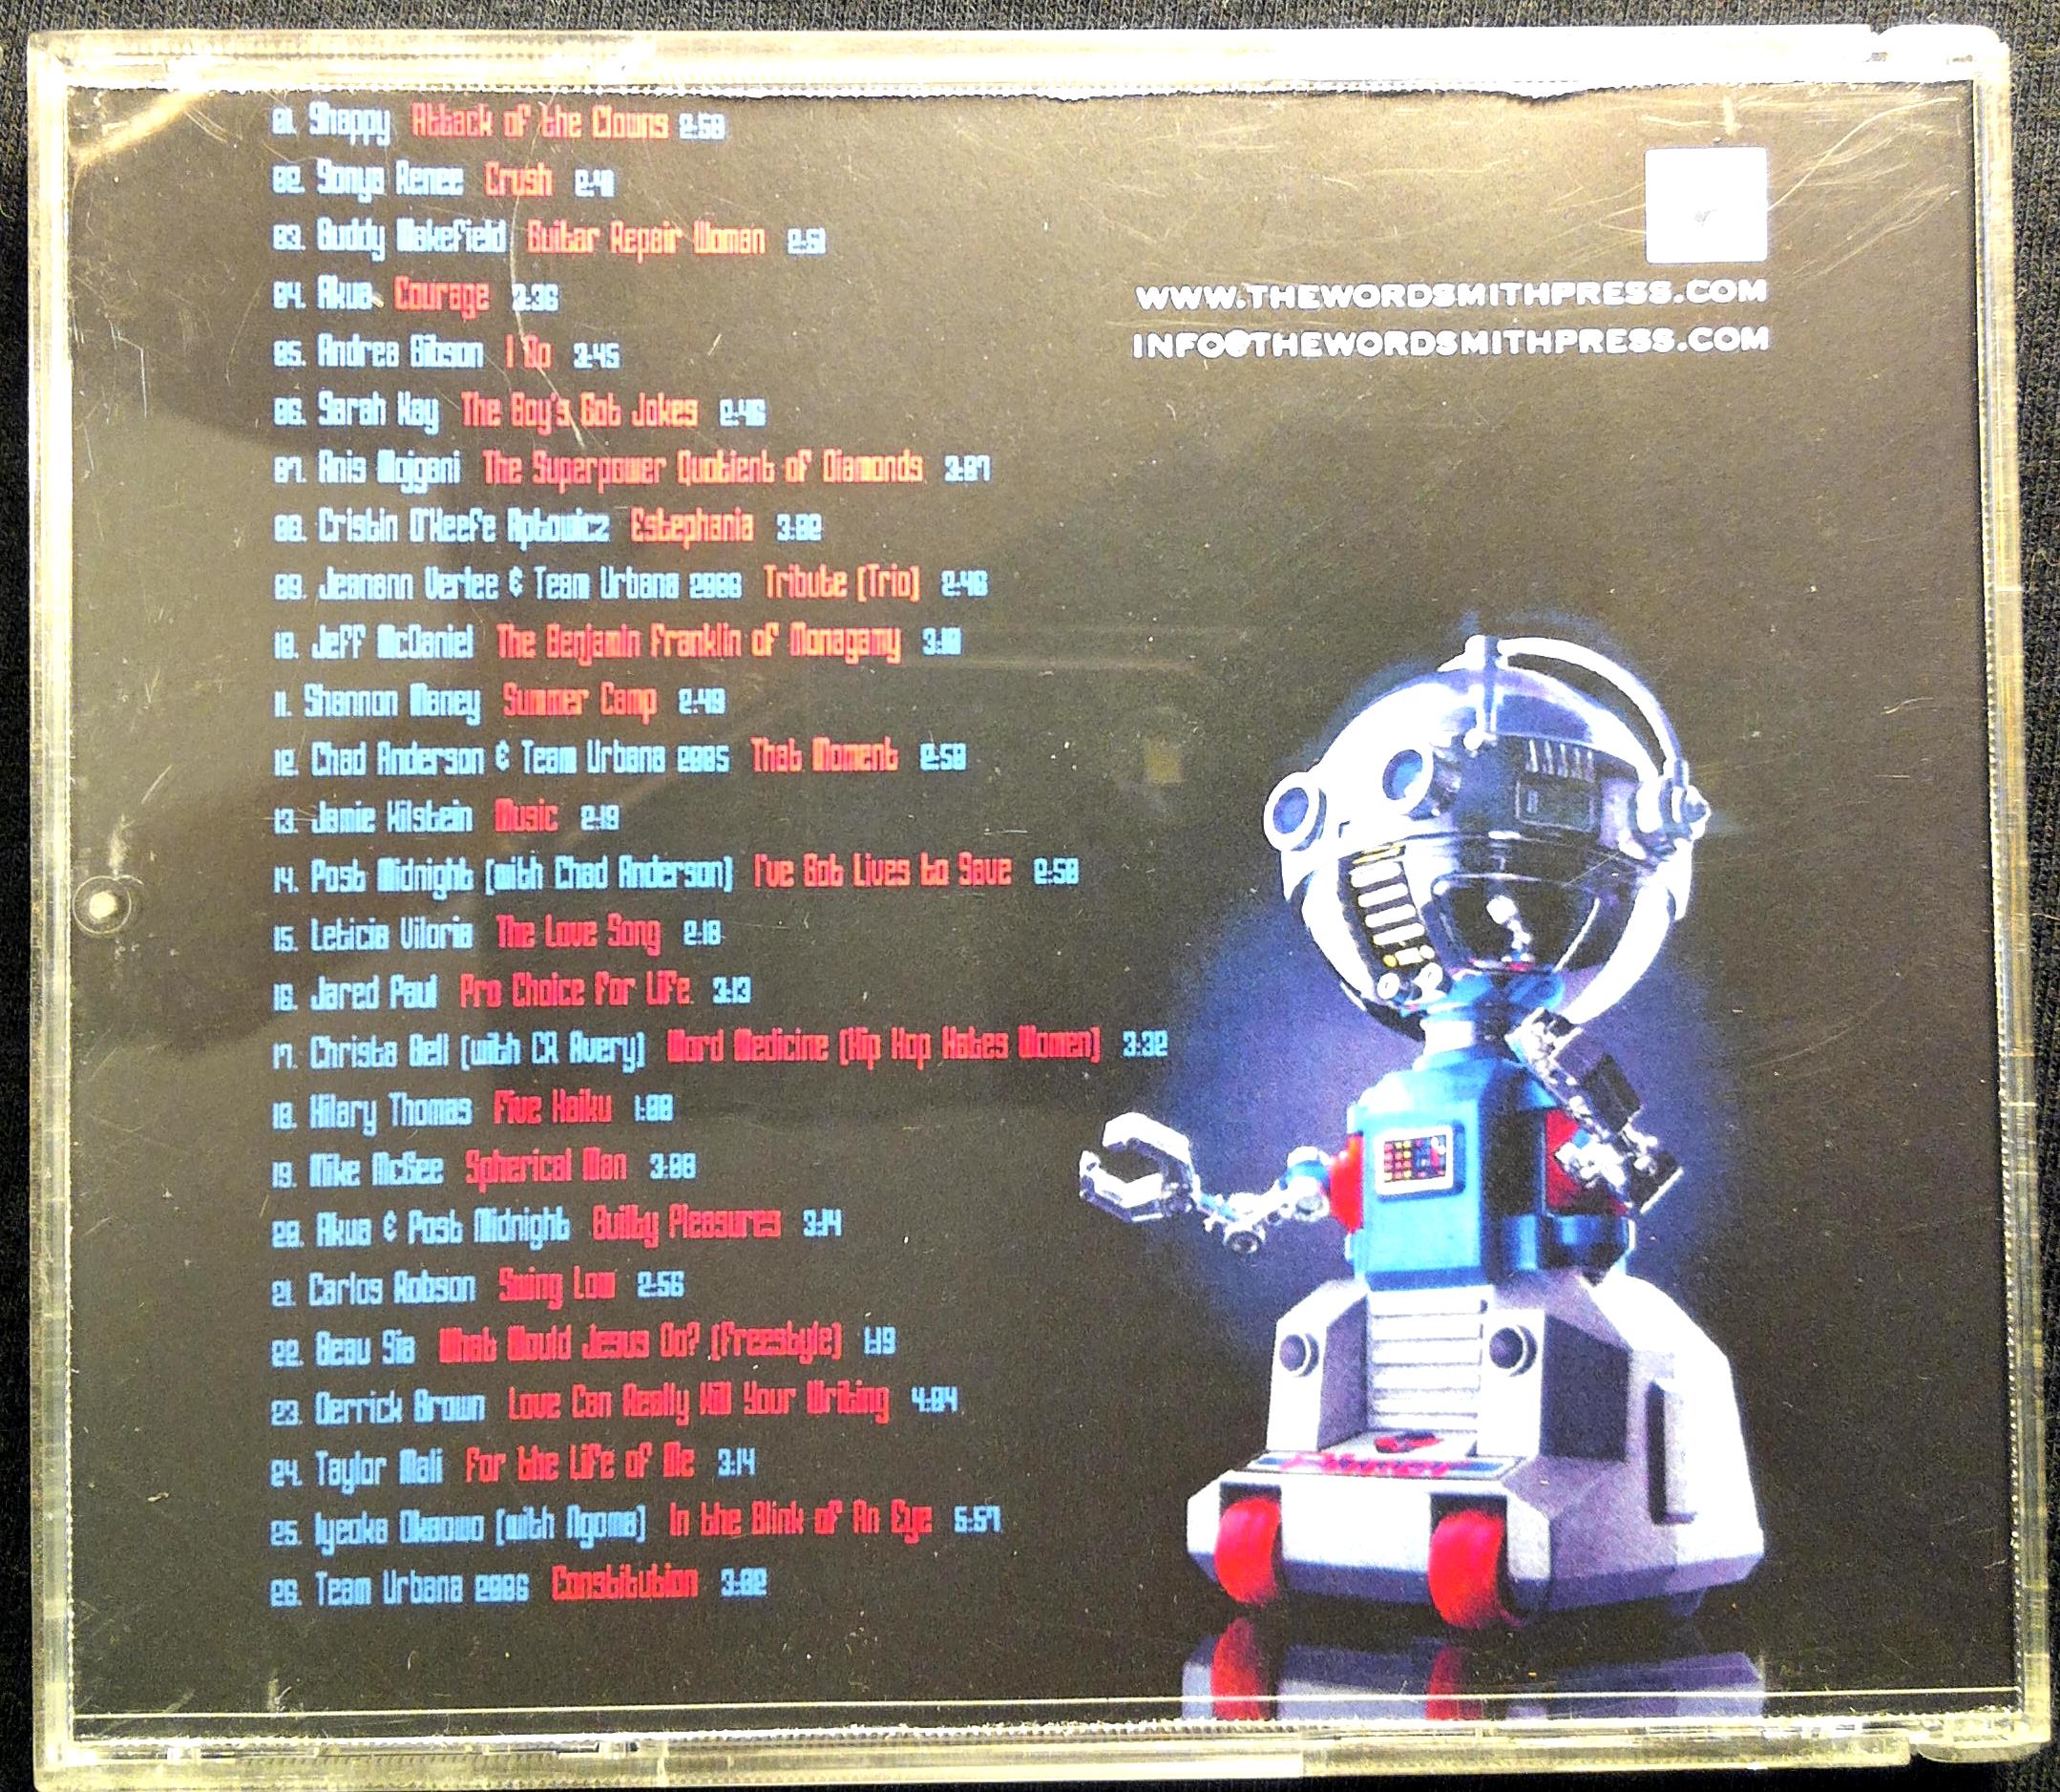 01. Shappy Attack of the Clowns 2:50
02. Sonya Renee Crush 2:41
03. Buddy Wakefield Guitar Repair Woman 2:51
04. Akua Courage 3:36
05. Andrea Gibson I Do 3:45
06. Sarah Kay The Boy's Got Jokes 2:46
07. Anis Mojgani The Superpower Quotient of Diamonds 3:07
08. Cristin O'Keefe Aptowicz Estephania 3:02
09. Jeanann Verlee & Team Urbana 2006 Tribute (Trio) 2:46
10. Jeff McDaniel The Benjamin Franklin of Monogamy 3:10
11. Shannon Maney Summer Camp 2:49
12. Chad Anderson & Team Urbana 2005 That Moment 2:50
13. Jamie Kilstein Music 2:19
14. Post Midnight (with Chad Anderson) I've Got Lives to Save 2:50
15. Leticia Viloria The Love Song 2:18
16. Jared Paul Pro Choice for Life 3:13
17. Christa Bell (with CR Avery) Word Medicine (Hip Hop Hates Women) 3:32
18. Hilary Thomas Five Haiku 1:00
19. Mike McGee Spherical Man 3:08
20. Akua & Post Midnight Guilty Pleasures 3:14
21. Carlos Robson Swing Low 2:56
22. Beau Sia What Would Jesus Do? (Freestyle) 1:19
23. Derrick Brown Love Can Really Kill Your Writing 4:04
24. Taylor Mali For the Life of Me 3:14
25. Iyeoka Okaowo (with Ngoma) In the Blink of An Eye 5:57
26. Team Urbana 2006 Constitution 3:02
WWW.THEWORDSMITHPRESS.COM
INFO@THEWORDSMITHPRESS.COM